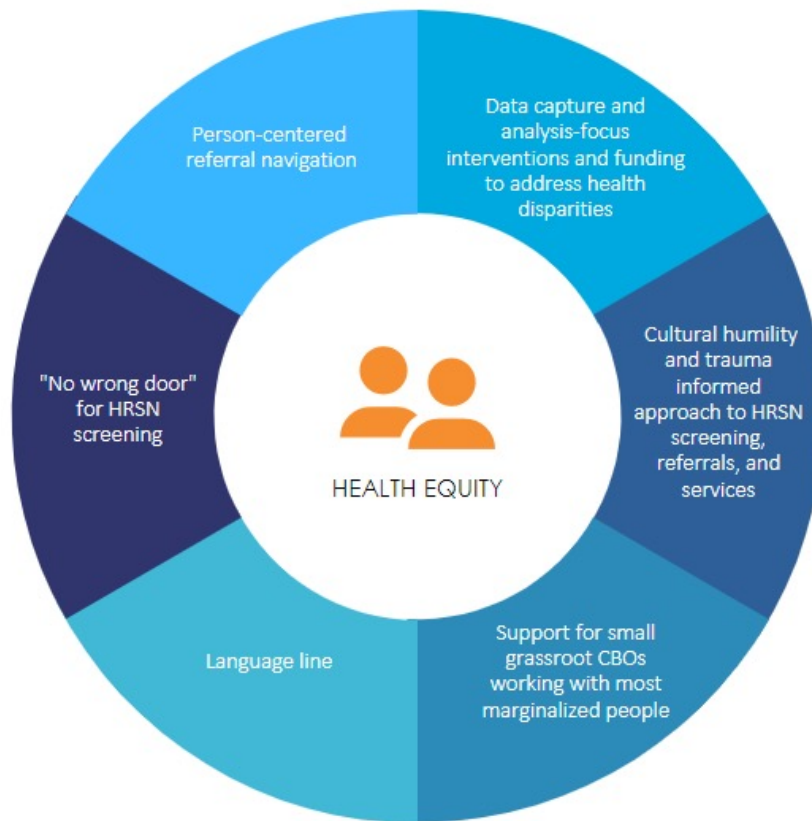 Person-centered
referral navigation
Data capture and
analysis-focus
interventions and funding
to address health
disparities
Cultural humility
and trauma
informed
approach to HRSN
screening,
referrals, and
services
Support for small
grassroot CBOs
working with most
marginalized people
Language line
"No wrong door"
for HRSN
screening
HEALTH EQUITY